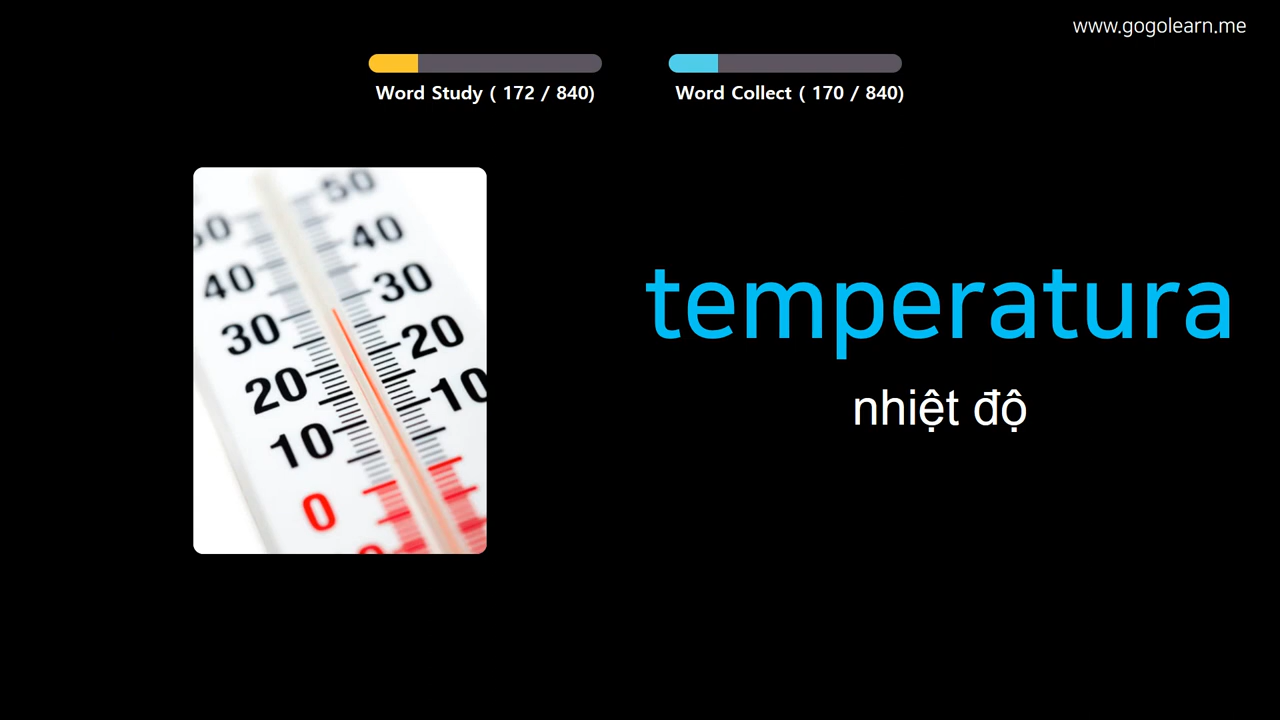 www.gogolearn.me
Word Study ( 172 / 840)
Word Collect ( 170 / 840)
50
50
40
40
30
30
20
20
10
10
0
temperatura
nhiệt độ